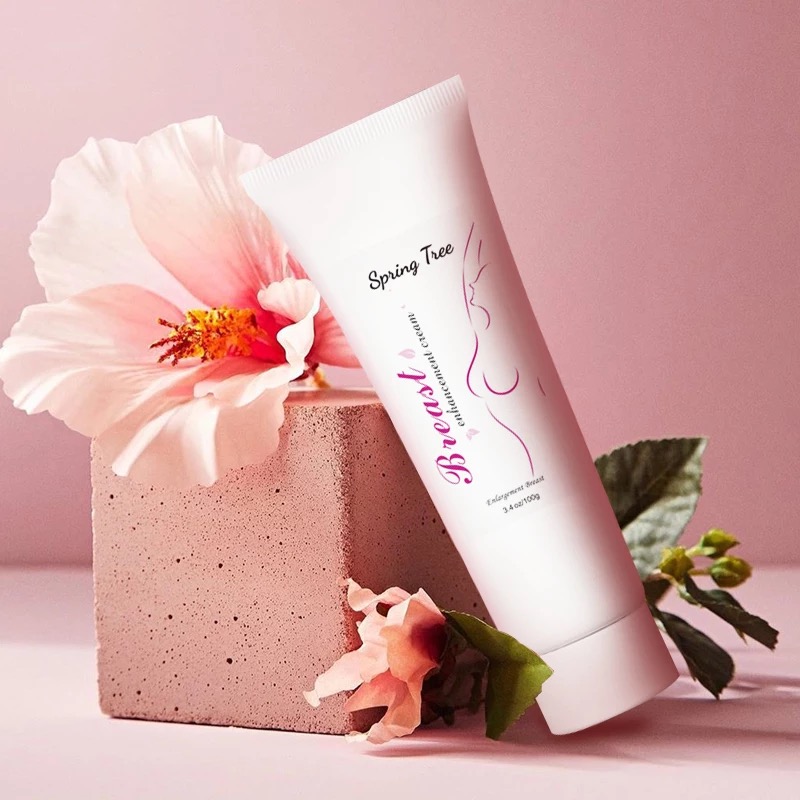 Spring Tree
Breast
enhancement cream
Enlargement Breast
3.4 oz/100g